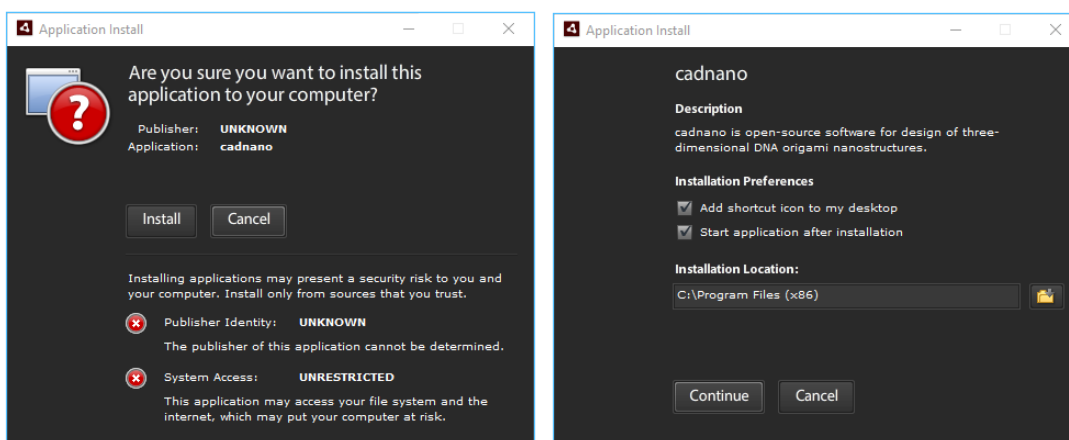 Application Install
Are you sure you want to install this
application to your computer?
Publisher: UNKNOWN
Application: cadnano
Install Cancel
Installing applications may present a security risk to you and
your computer. Install only from sources that you trust.
Publisher Identity: UNKNOWN
The publisher of this application cannot be determined.
System Access: UNRESTRICTED
This application may access your file system and the
internet, which may put your computer at risk.
Application Install
cadnano
Description
cadnano is open-source software for design of three-
dimensional DNA origami nanostructures.
Installation Preferences
Add shortcut icon to my desktop
Start application after installation
Installation Location:
C:\Program Files (x86)
Continue Cancel